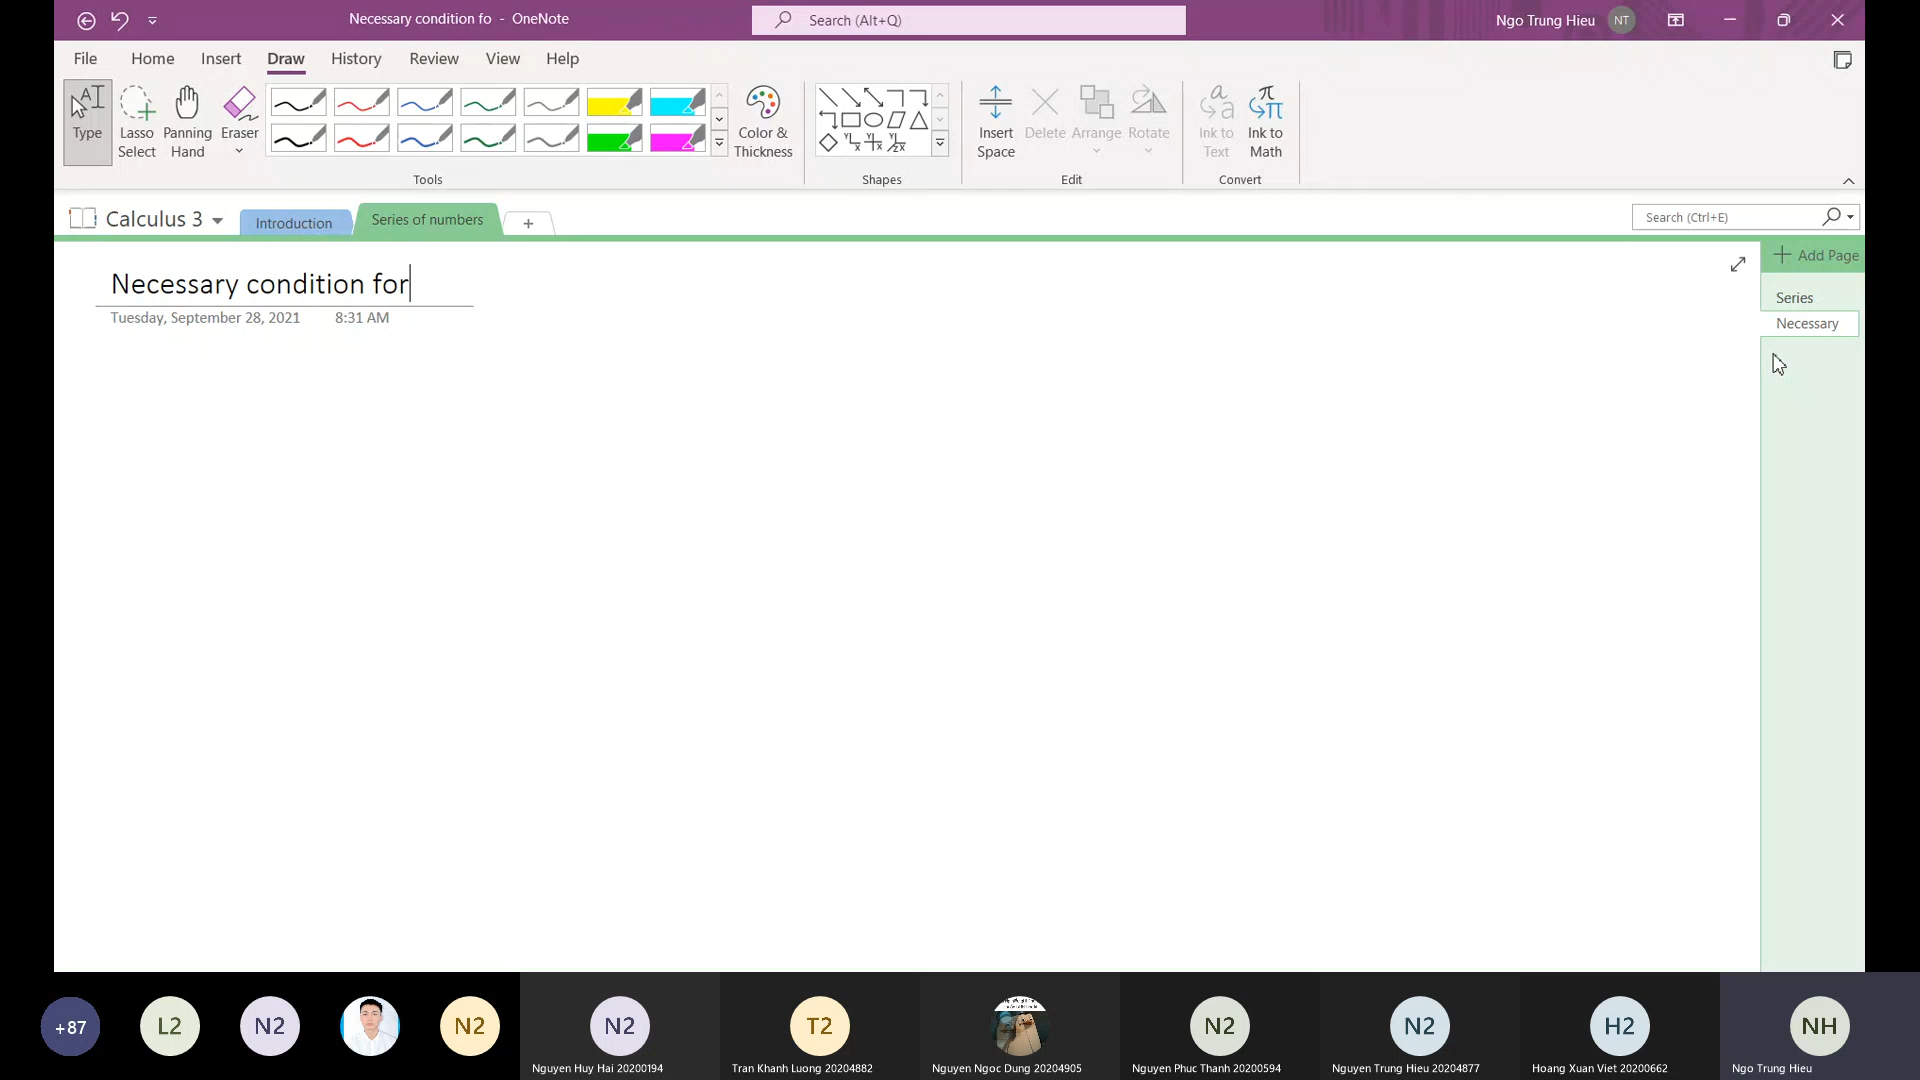 Necessary condition fo - OneNote
Search (Alt+Q)
Ngo Trung Hieu
NT
File
Home
Insert
Draw
History
Review
View
Help
Type
Lasso Select
Panning Hand
Eraser
Color & Thickness
Insert Space
Delete
Arrange
Rotate
Ink to Text
Ink to Math
Tools
Shapes
Edit
Convert
Calculus 3
Introduction
Series of numbers
Search (Ctrl+E)
Necessary condition for
Tuesday, September 28, 2021 8:31 AM
Add Page
Series
Necessary
+87
L2
N2
N2
N2
T2
N2
N2
H2
NH
Nguyen Huy Hai 20200194
Tran Khanh Luong 20204882
Nguyen Ngoc Dung 20204905
Nguyen Phuc Thanh 20200594
Nguyen Trung Hieu 20204877
Hoang Xuan Viet 20200662
Ngo Trung Hieu